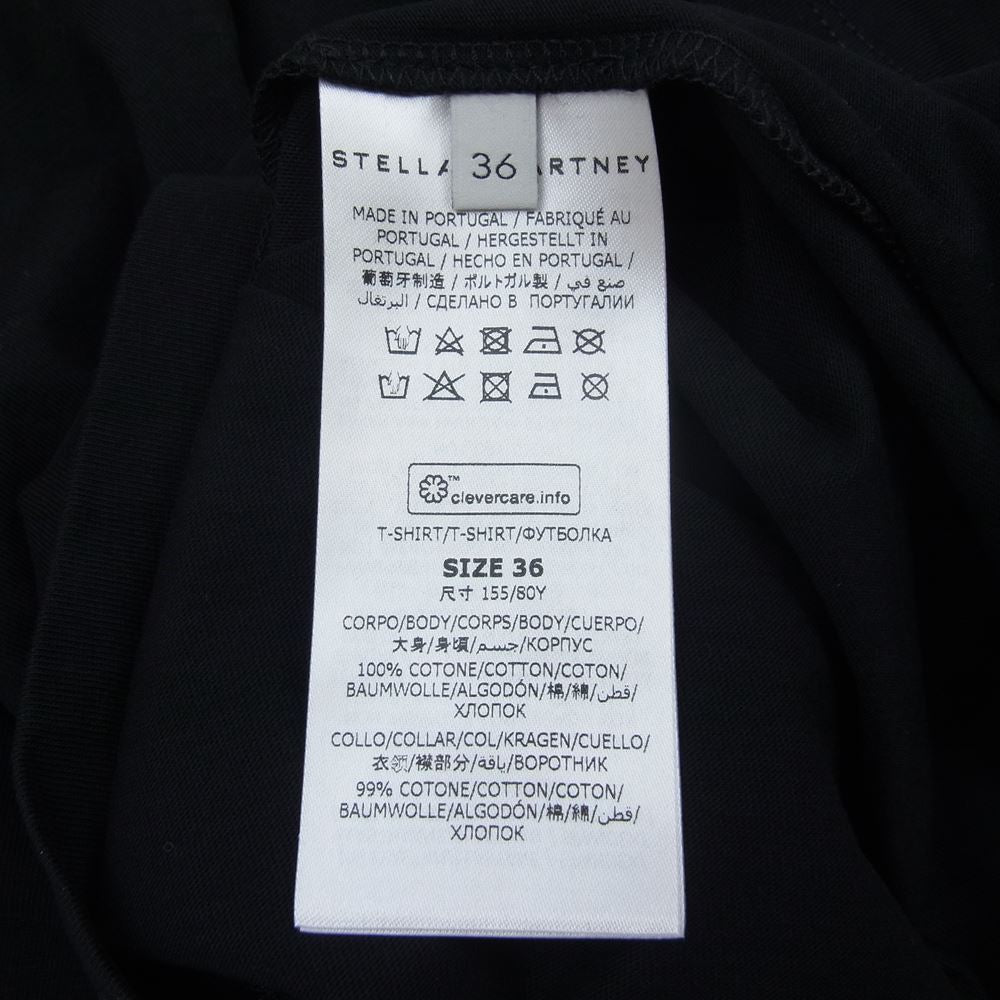 36
STELLA ARTNEY
MADE IN PORTUGAL / FABRIQUÉ AU
PORTUGAL / HERGESTELLT IN
PORTUGAL / HECHO EN PORTUGAL /
葡萄牙制造 / ポルトガル製 / صنع في
البرتغال / СДЕЛАНО В ПОРТУГАЛИИ
™
clevercare.info
T-SHIRT/T-SHIRT/ФУТБОЛКА
SIZE 36
尺寸 155/80Y
CORPO/BODY/CORPS/BODY/CUERPO/
大身/身頃/جسم/КОРПУС
100% COTONE/COTTON/COTON/
BAUMWOLLE/ALGODÓN/棉/綿/قطن/
ХЛОПОК
COLLO/COLLAR/COL/KRAGEN/CUELLO/
衣领/襟部分/ياقة/ВОРОТНИК
99% COTONE/COTTON/COTON/
BAUMWOLLE/ALGODÓN/棉/綿/قطن/
ХЛОПОК